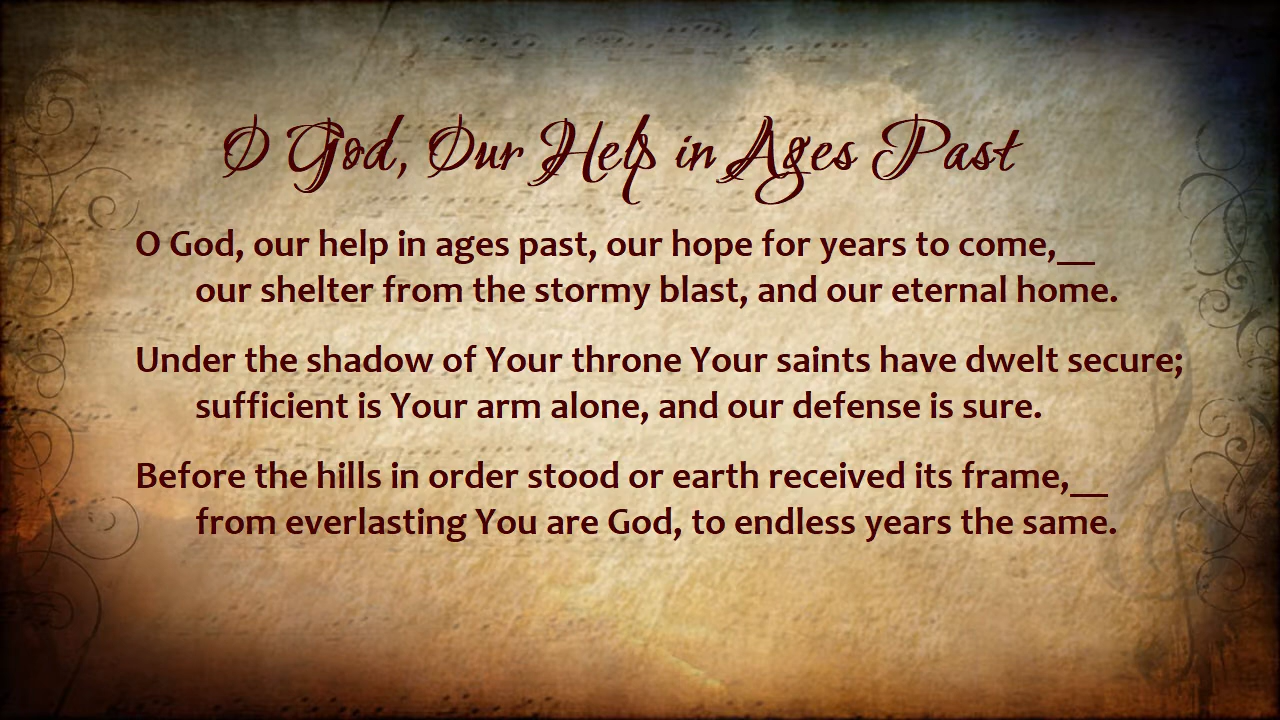 O God, Our Help in Ages Past
O God, our help in ages past, our hope for years to come,__
our shelter from the stormy blast, and our eternal home.
Under the shadow of Your throne Your saints have dwelt secure;
sufficient is Your arm alone, and our defense is sure.
Before the hills in order stood or earth received its frame,__
from everlasting You are God, to endless years the same.